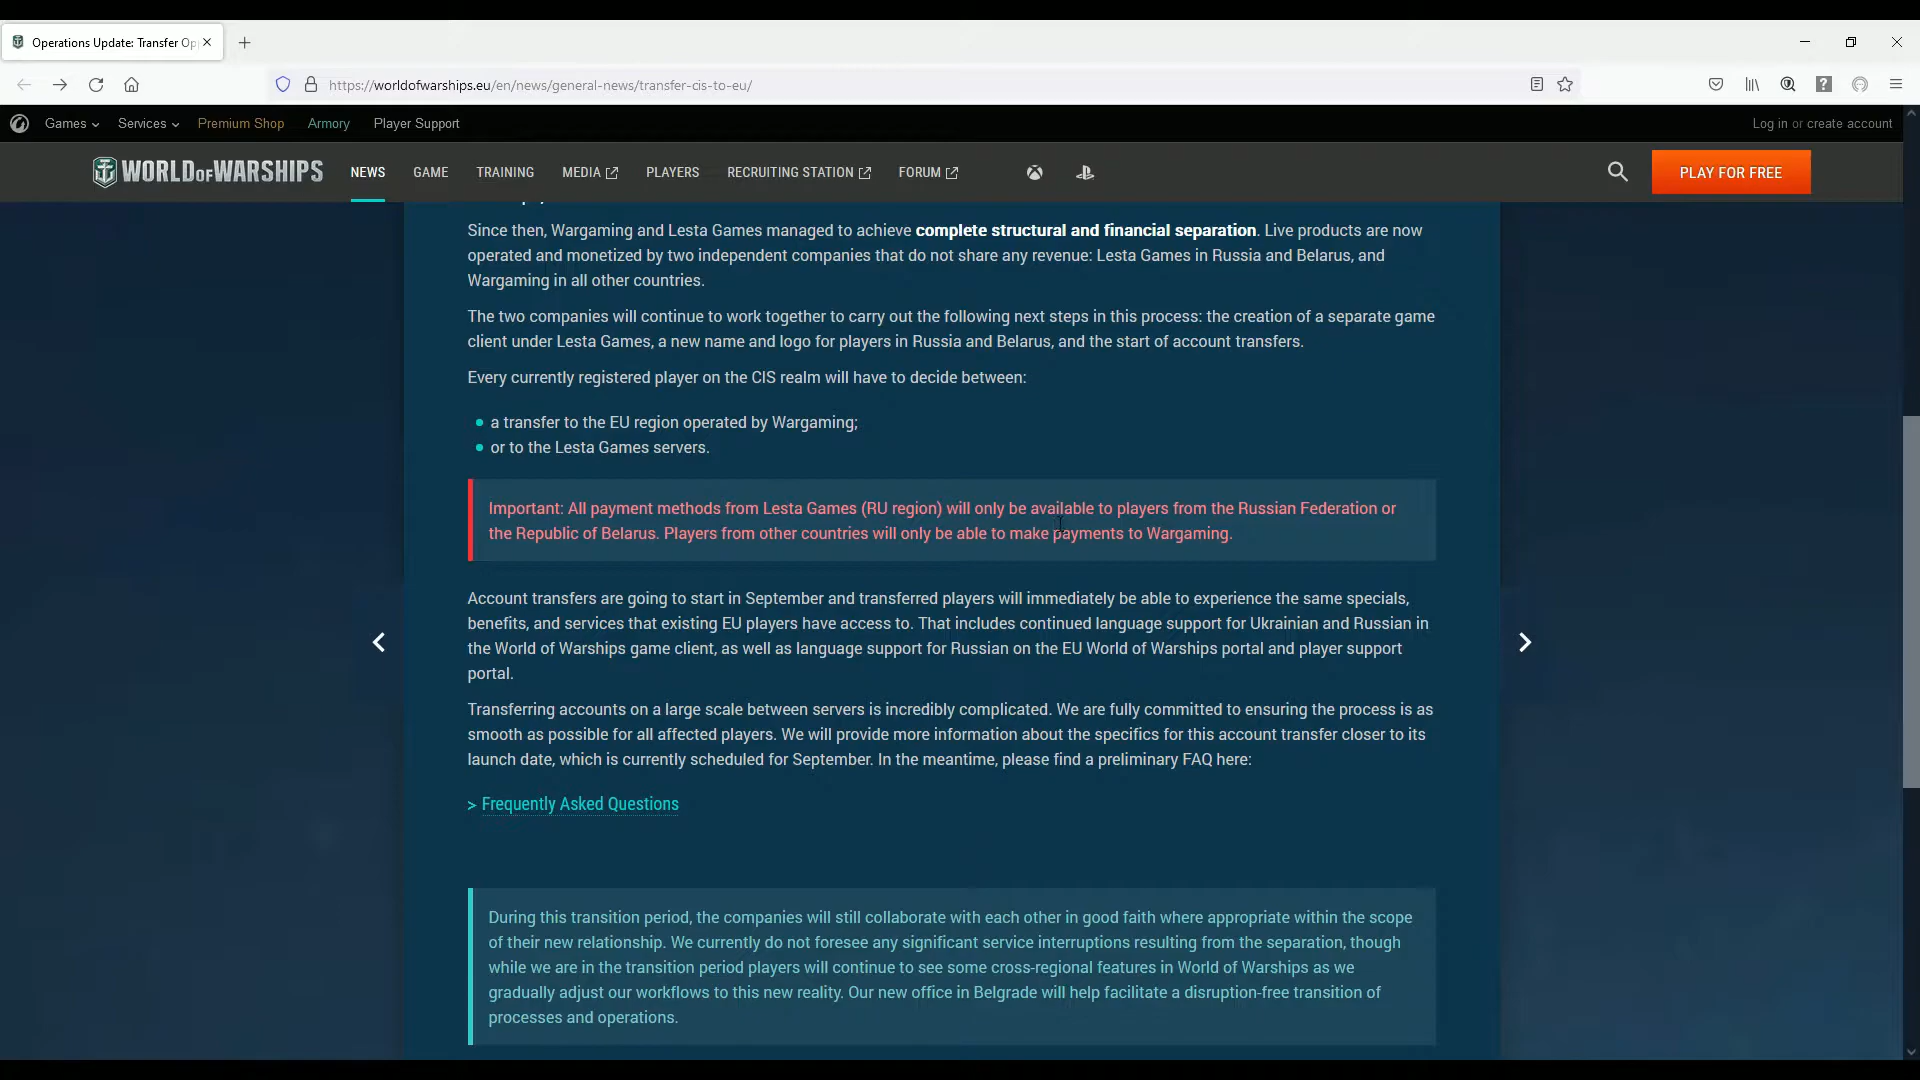 Operations Update: Transfer Op
https://worldofwarships.eu/en/news/general-news/transfer-cis-to-eu/
Games Services Premium Shop Armory Player Support Log in or create account
WORLD OF WARSHIPS NEWS GAME TRAINING MEDIA PLAYERS RECRUITING STATION FORUM PLAY FOR FREE
Since then, Wargaming and Lesta Games managed to achieve complete structural and financial separation. Live products are now
operated and monetized by two independent companies that do not share any revenue: Lesta Games in Russia and Belarus, and
Wargaming in all other countries.
The two companies will continue to work together to carry out the following next steps in this process: the creation of a separate game
client under Lesta Games, a new name and logo for players in Russia and Belarus, and the start of account transfers.
Every currently registered player on the CIS realm will have to decide between:
a transfer to the EU region operated by Wargaming;
or to the Lesta Games servers.
Important: All payment methods from Lesta Games (RU region) will only be available to players from the Russian Federation or
the Republic of Belarus. Players from other countries will only be able to make payments to Wargaming.
Account transfers are going to start in September and transferred players will immediately be able to experience the same specials,
benefits, and services that existing EU players have access to. That includes continued language support for Ukrainian and Russian in
the World of Warships game client, as well as language support for Russian on the EU World of Warships portal and player support
portal.
Transferring accounts on a large scale between servers is incredibly complicated. We are fully committed to ensuring the process is as
smooth as possible for all affected players. We will provide more information about the specifics for this account transfer closer to its
launch date, which is currently scheduled for September. In the meantime, please find a preliminary FAQ here:
> Frequently Asked Questions
During this transition period, the companies will still collaborate with each other in good faith where appropriate within the scope
of their new relationship. We currently do not foresee any significant service interruptions resulting from the separation, though
while we are in the transition period players will continue to see some cross-regional features in World of Warships as we
gradually adjust our workflows to this new reality. Our new office in Belgrade will help facilitate a disruption-free transition of
processes and operations.